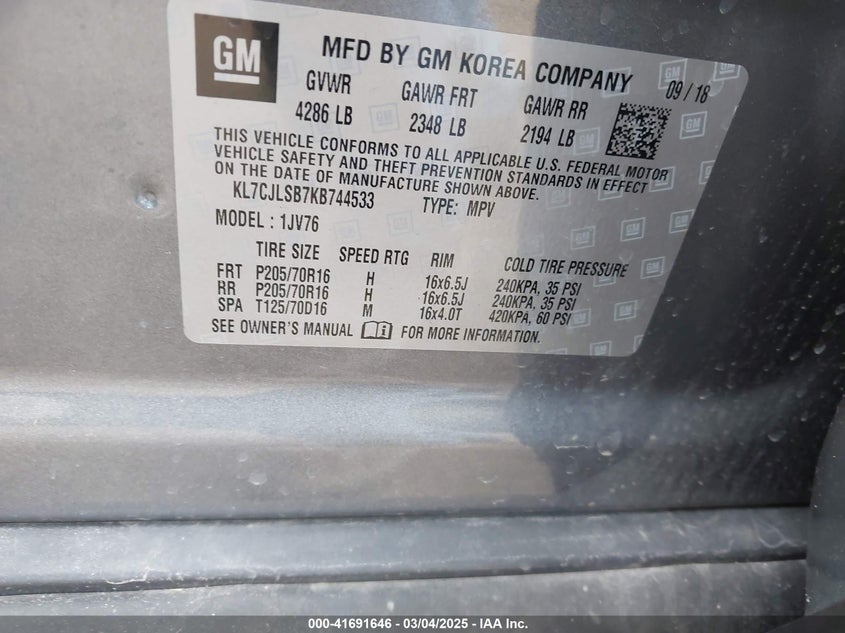 GM
MFD BY GM KOREA COMPANY
09/18
GVWR GAWR FRT GAWR RR
4286 LB 2348 LB 2194 LB
THIS VEHICLE CONFORMS TO ALL APPLICABLE U.S. FEDERAL MOTOR
VEHICLE SAFETY AND THEFT PREVENTION STANDARDS IN EFFECT
ON THE DATE OF MANUFACTURE SHOWN ABOVE.
KL7CJLSB7KB744533 TYPE: MPV
MODEL : 1JV76
TIRE SIZE SPEED RTG RIM COLD TIRE PRESSURE
FRT P205/70R16 H 16x6.5J 240KPA, 35 PSI
RR P205/70R16 H 16x6.5J 240KPA, 35 PSI
SPA T125/70D16 M 16x4.0T 420KPA, 60 PSI
SEE OWNER'S MANUAL FOR MORE INFORMATION.
000-41691646 - 03/04/2025 - IAA Inc.